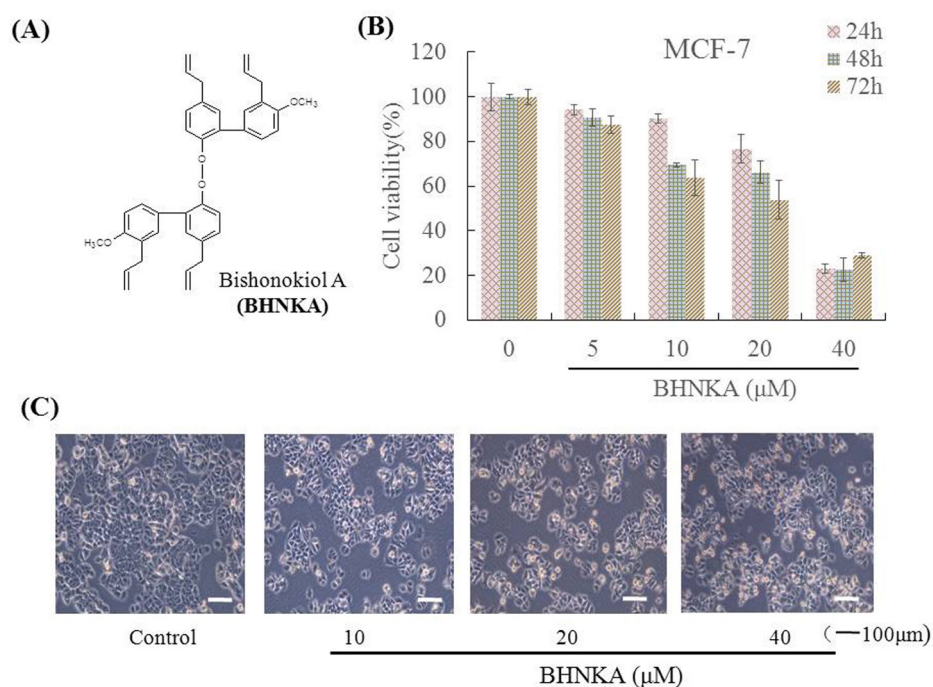 (A)
OCH₃
O
O
H₃CO
Bishonokiol A
(BHNKA)
(B)
MCF-7
24h
48h
72h
Cell viability(%)
120
100
80
60
40
20
0
0 5 10 20 40
BHNKA (μM)
(C)
Control 10 20 40 (—100μm)
BHNKA (μM)